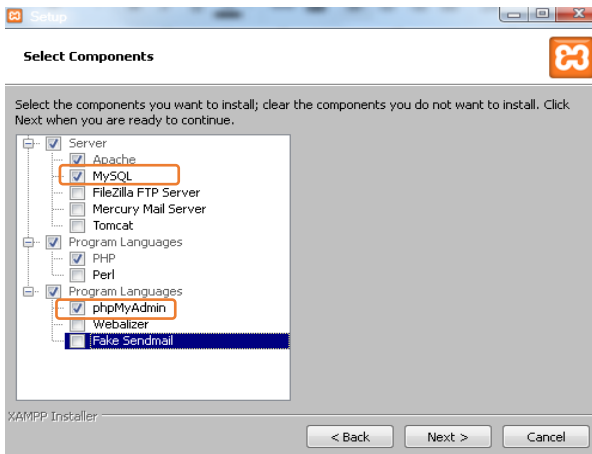 Setup
Select Components
Select the components you want to install; clear the components you do not want to install. Click
Next when you are ready to continue.
Server
Apache
MySQL
FileZilla FTP Server
Mercury Mail Server
Tomcat
Program Languages
PHP
Perl
Program Languages
phpMyAdmin
Webalizer
Fake Sendmail
XAMPP Installer
< Back Next > Cancel